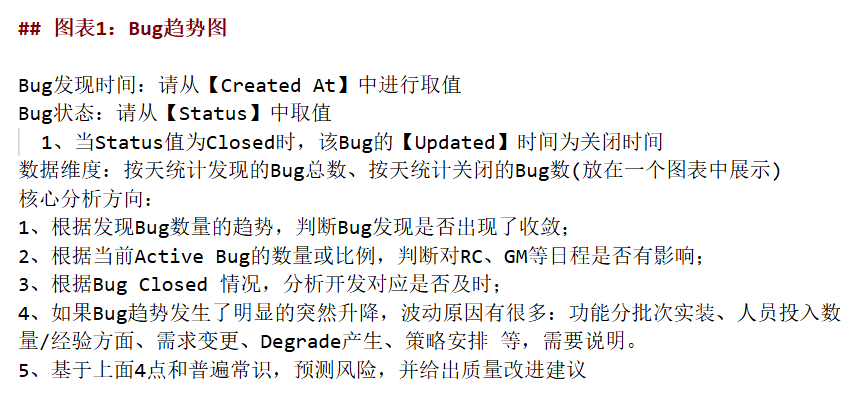 ## 图表1：Bug趋势图
Bug发现时间：请从【Created At】中进行取值
Bug状态：请从【Status】中取值
1、当Status值为Closed时，该Bug的【Updated】时间为关闭时间
数据维度：按天统计发现的Bug总数、按天统计关闭的Bug数(放在一个图表中展示)
核心分析方向：
1、根据发现Bug数量的趋势，判断Bug发现是否出现了收敛；
2、根据当前Active Bug的数量或比例，判断对RC、GM等日程是否有影响；
3、根据Bug Closed 情况，分析开发对应是否及时；
4、如果Bug趋势发生了明显的突然升降，波动原因有很多：功能分批次实装、人员投入数
量/经验方面、需求变更、Degrade产生、策略安排 等，需要说明。
5、基于上面4点和普遍常识，预测风险，并给出质量改进建议